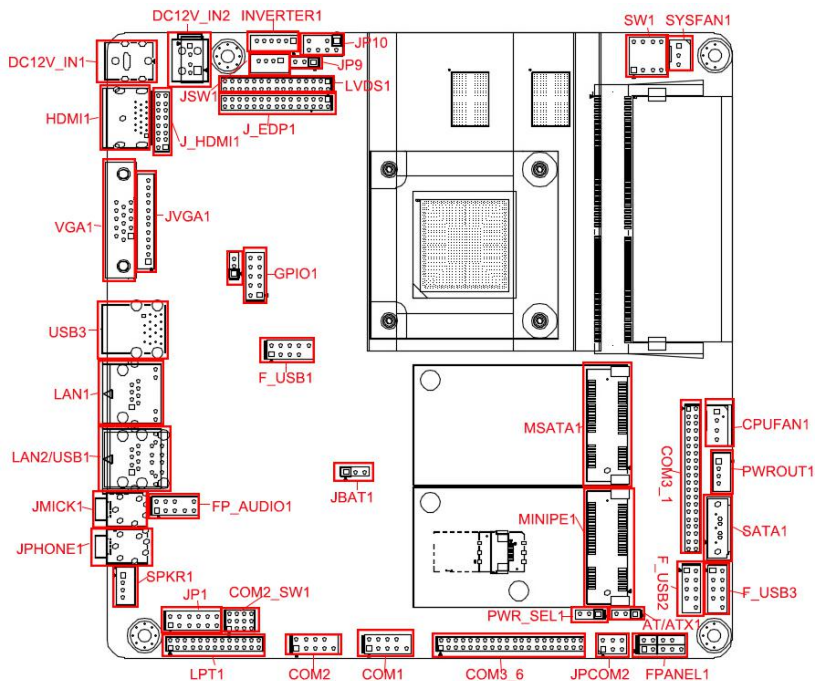 DC12V_IN2
INVERTER1
SW1
SYSFAN1
JP10
DC12V_IN1
JP9
JSW1
LVDS1
HDMI1
J_EDP1
J_HDMI1
VGA1
JVGA1
GPIO1
USB3
F_USB1
LAN1
MSATA1
CPUFAN1
LAN2/USB1
COM3_1
PWROUT1
JBAT1
JMICK1
FP_AUDIO1
MINIPE1
SATA1
JPHONE1
SPKR1
F_USB2
F_USB3
JP1
COM2_SW1
PWR_SEL1
AT/ATX1
LPT1
COM2
COM1
COM3_6
JPCOM2
FPANEL1